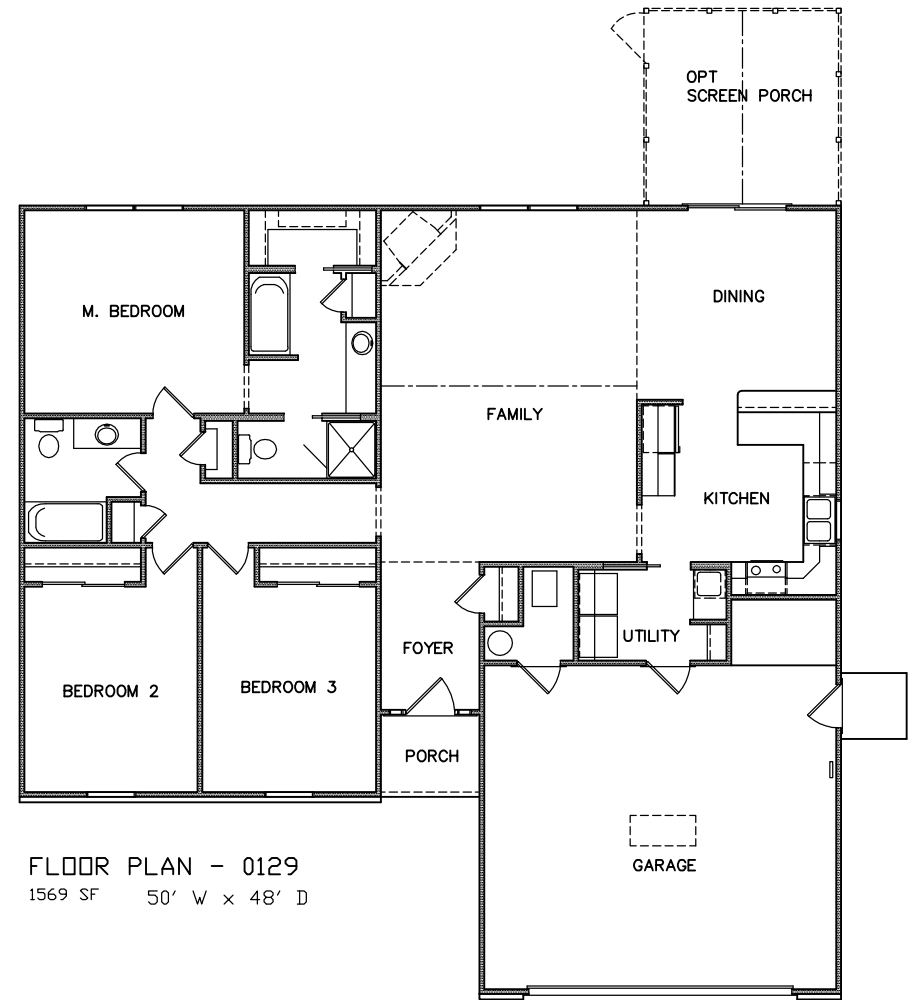 OPT
SCREEN PORCH
DINING
M. BEDROOM
FAMILY
KITCHEN
UTILITY
FOYER
BEDROOM 2
BEDROOM 3
PORCH
GARAGE
FLOOR PLAN - 0129
1569 SF 50' W x 48' D